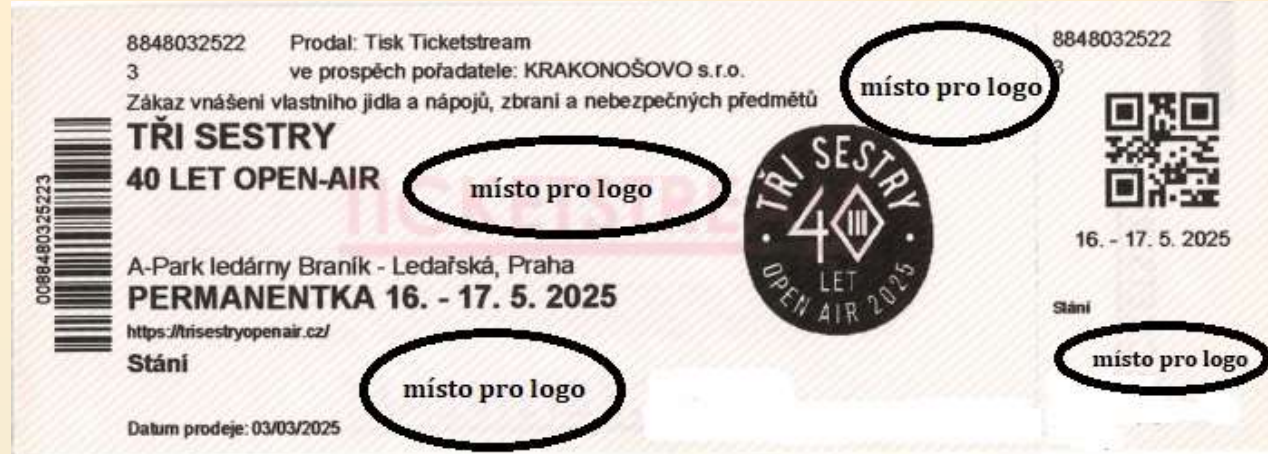 8848032522 Prodal: Tisk Ticketstream
3 ve prospěch pořadatele: KRAKONOŠOVO s.r.o.
Zákaz vnášení vlastního jídla a nápojů, zbraní a nebezpečných předmětů
místo pro logo
TŘI SESTRY
40 LET OPEN-AIR
místo pro logo
TICKETSTRE
TŘI SESTRY
40 III
LET
OPEN AIR 2025
A-Park ledárny Braník - Ledařská, Praha
PERMANENTKA 16. - 17. 5. 2025
https://trisestryopenair.cz/
Stání
místo pro logo
Datum prodeje: 03/03/2025
0088480325223
8848032522
3
16. - 17. 5. 2025
Stání
místo pro logo